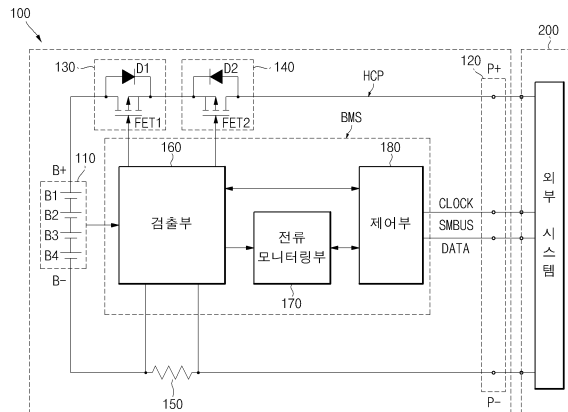 100
200
130
D1
D2
140
120
P+
HCP
FET1
FET2
BMS
160
180
B+
110
B1
B2
B3
B4
B-
검출부
전류
모니터링부
170
제어부
CLOCK
SMBUS
DATA
외부 시스템
150
P-